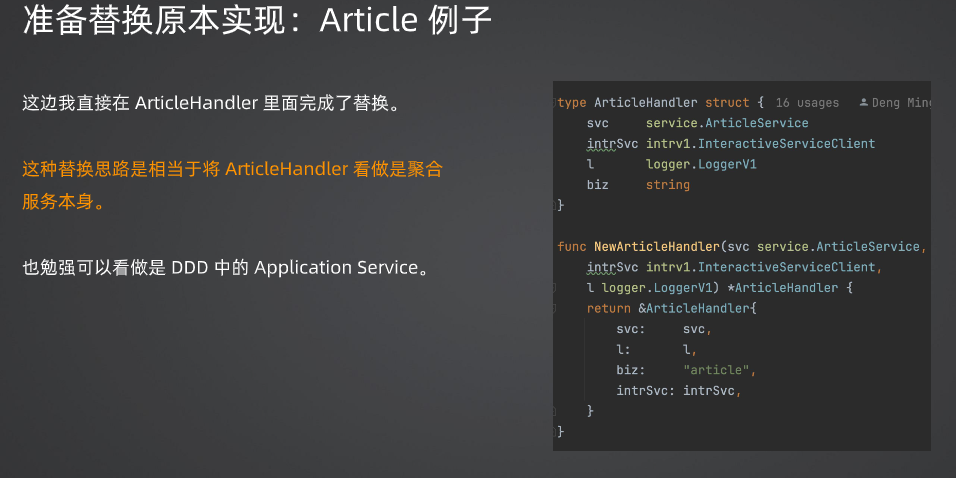 准备替换原本实现：Article 例子
这边我直接在 ArticleHandler 里面完成了替换。
这种替换思路是相当于将 ArticleHandler 看做是聚合
服务本身。
也勉强可以看做是 DDD 中的 Application Service。
type ArticleHandler struct { 16 usages Deng Ming
svc service.ArticleService
intrSvc intrv1.InteractiveServiceClient
l logger.LoggerV1
biz string
}
func NewArticleHandler(svc service.ArticleService,
intrSvc intrv1.InteractiveServiceClient,
l logger.LoggerV1) *ArticleHandler {
return &ArticleHandler{
svc: svc,
l: l,
biz: "article",
intrSvc: intrSvc,
}
}